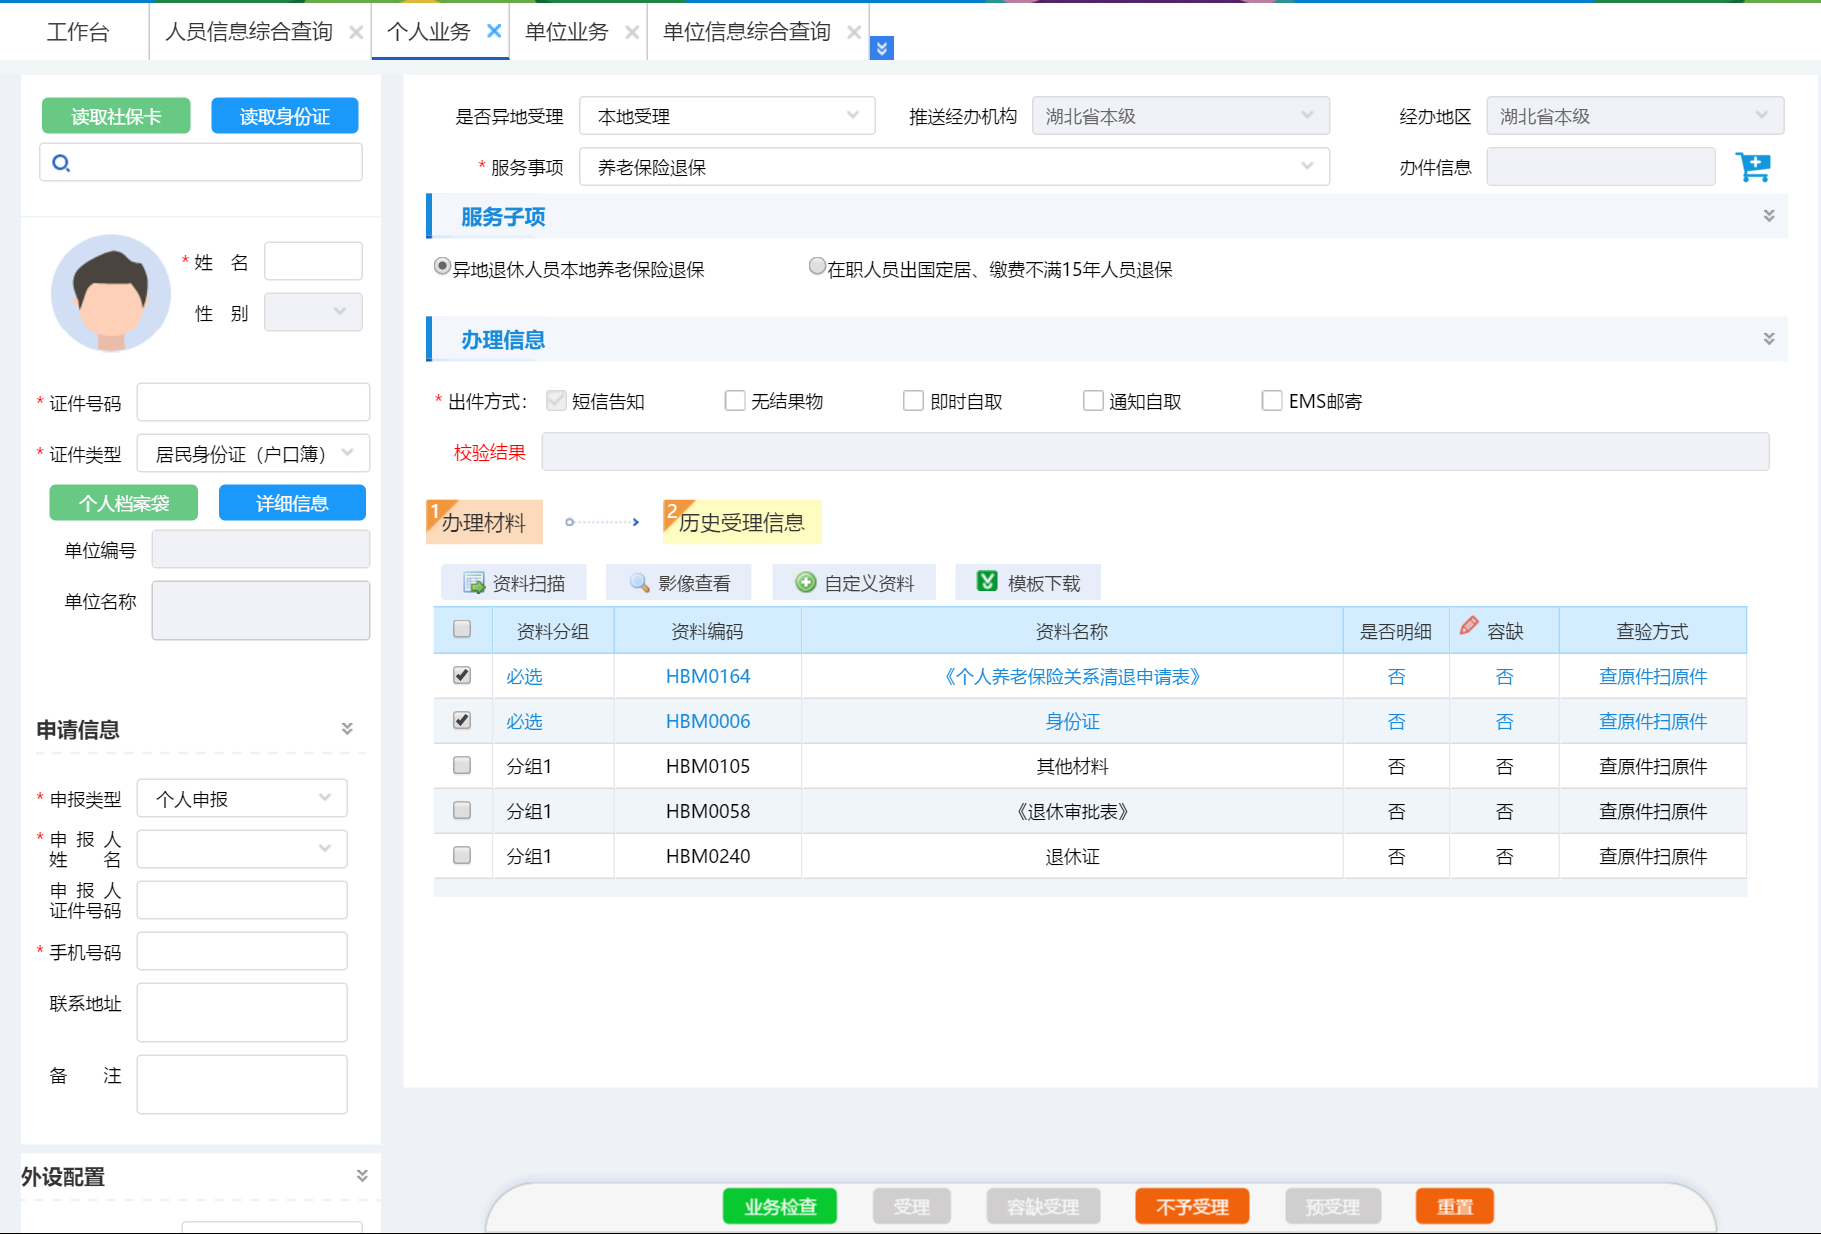 工作台 人员信息综合查询 个人业务 单位业务 单位信息综合查询
读取社保卡 读取身份证
* 姓 名
性 别
* 证件号码
* 证件类型 居民身份证（户口簿）
个人档案袋 详细信息
单位编号
单位名称
申请信息
* 申报类型 个人申报
* 申 报 人
姓 名
申 报 人
证件号码
* 手机号码
联系地址
备 注
外设配置
是否异地受理 本地受理 推送经办机构 湖北省本级 经办地区 湖北省本级
* 服务事项 养老保险退保 办件信息
服务子项
异地退休人员本地养老保险退保 在职人员出国定居、缴费不满15年人员退保
办理信息
* 出件方式： 短信告知 无结果物 即时自取 通知自取 EMS邮寄
校验结果
1 办理材料 2 历史受理信息
资料扫描 影像查看 自定义资料 模板下载
资料分组 资料编码 资料名称 是否明细 容缺 查验方式
必选 HBM0164 《个人养老保险关系清退申请表》 否 否 查原件扫原件
必选 HBM0006 身份证 否 否 查原件扫原件
分组1 HBM0105 其他材料 否 否 查原件扫原件
分组1 HBM0058 《退休审批表》 否 否 查原件扫原件
分组1 HBM0240 退休证 否 否 查原件扫原件
业务检查 受理 容缺受理 不予受理 预受理 重置